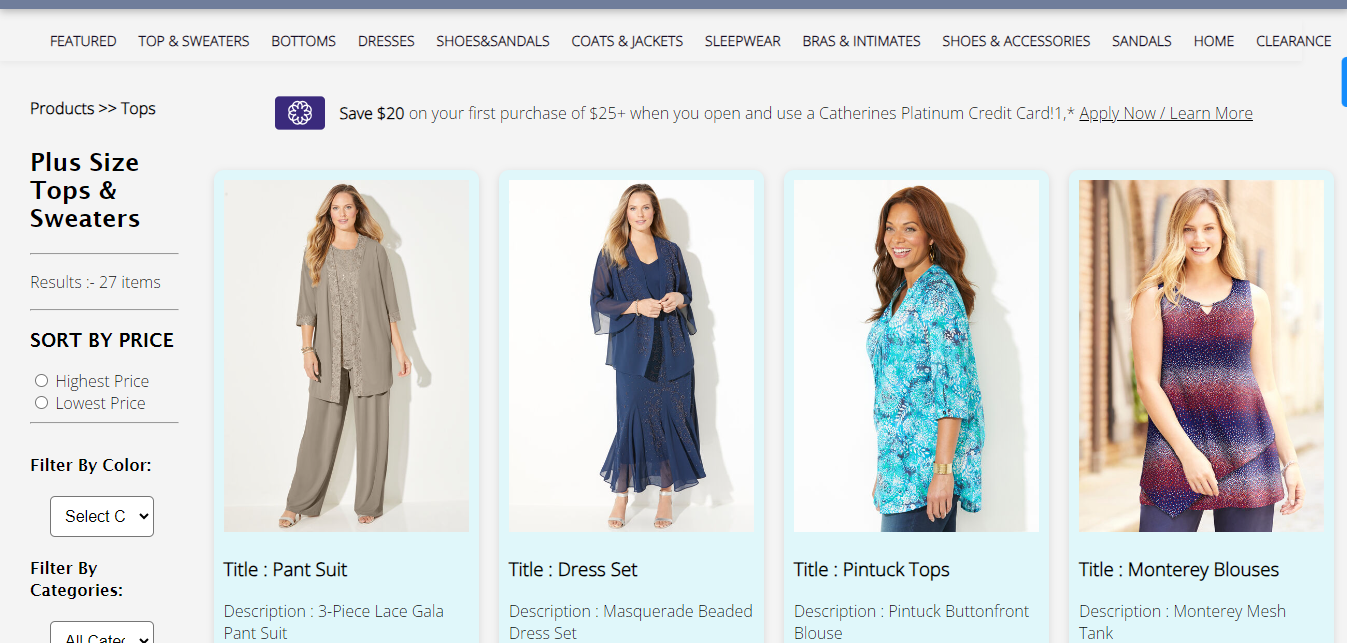 FEATURED TOP & SWEATERS BOTTOMS DRESSES SHOES&SANDALS COATS & JACKETS SLEEPWEAR BRAS & INTIMATES SHOES & ACCESSORIES SANDALS HOME CLEARANCE
Products >> Tops
Save $20 on your first purchase of $25+ when you open and use a Catherines Platinum Credit Card!1,* Apply Now / Learn More
Plus Size
Tops &
Sweaters
Results :- 27 items
SORT BY PRICE
Highest Price
Lowest Price
Filter By Color:
Select C
Filter By
Categories:
All Categ
Title : Pant Suit
Description : 3-Piece Lace Gala
Pant Suit
Title : Dress Set
Description : Masquerade Beaded
Dress Set
Title : Pintuck Tops
Description : Pintuck Buttonfront
Blouse
Title : Monterey Blouses
Description : Monterey Mesh
Tank